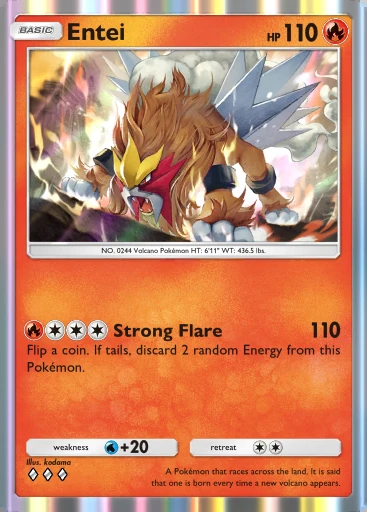 BASIC Entei HP 110
NO. 0244 Volcano Pokémon HT: 6'11" WT: 436.5 lbs.
Strong Flare 110
Flip a coin. If tails, discard 2 random Energy from this
Pokémon.
weakness +20 retreat
Illus. kodama
A Pokémon that races across the land. It is said
that one is born every time a new volcano appears.